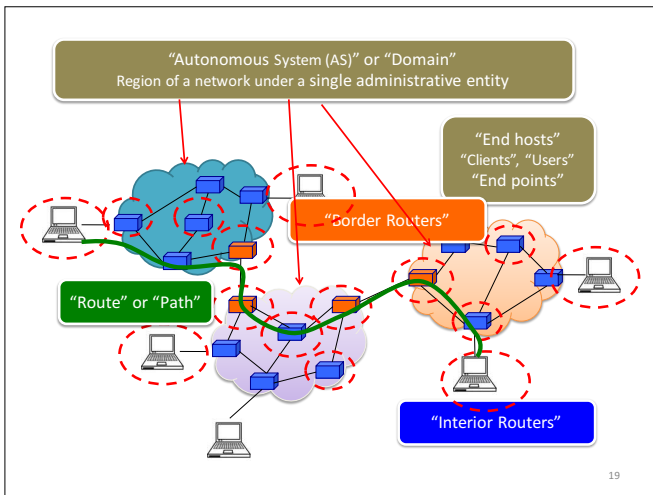 “Autonomous System (AS)” or “Domain”
Region of a network under a single administrative entity
“End hosts”
“Clients”, “Users”
“End points”
“Border Routers”
“Route” or “Path”
“Interior Routers”
19